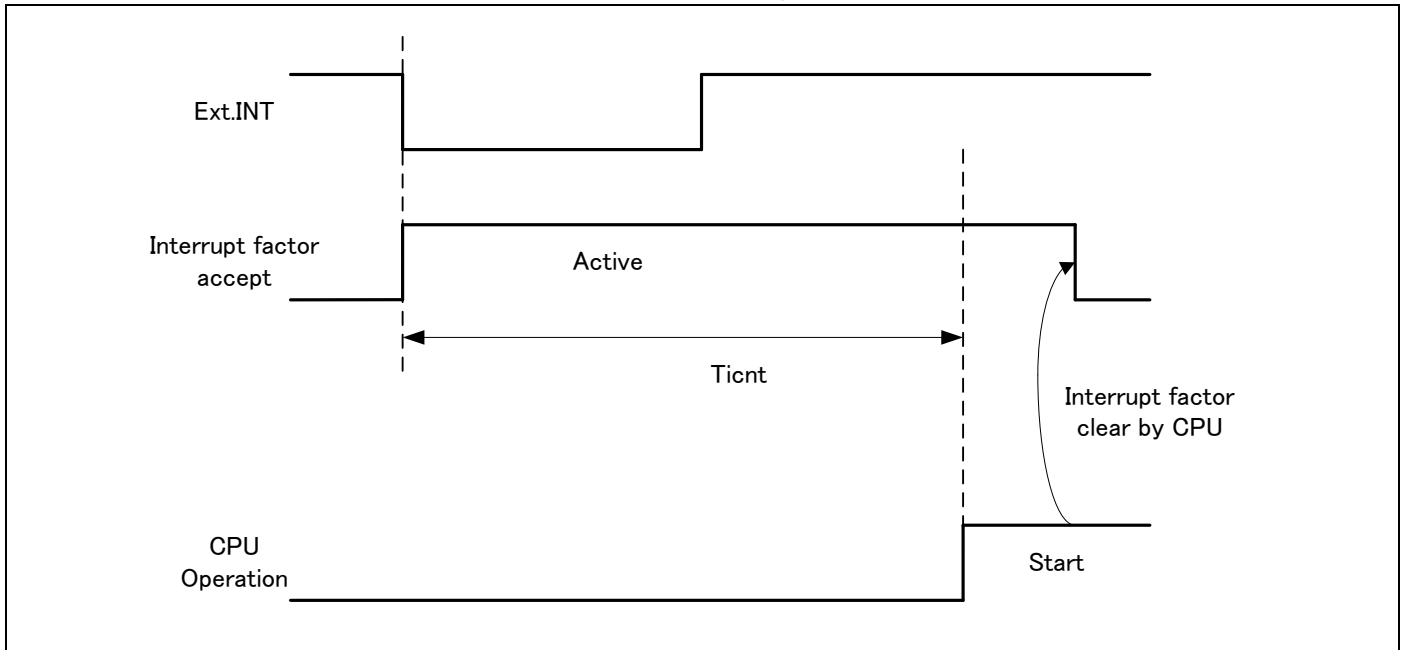 Ext.INT
Interrupt factor
accept
Active
Ticnt
Interrupt factor
clear by CPU
CPU
Operation
Start